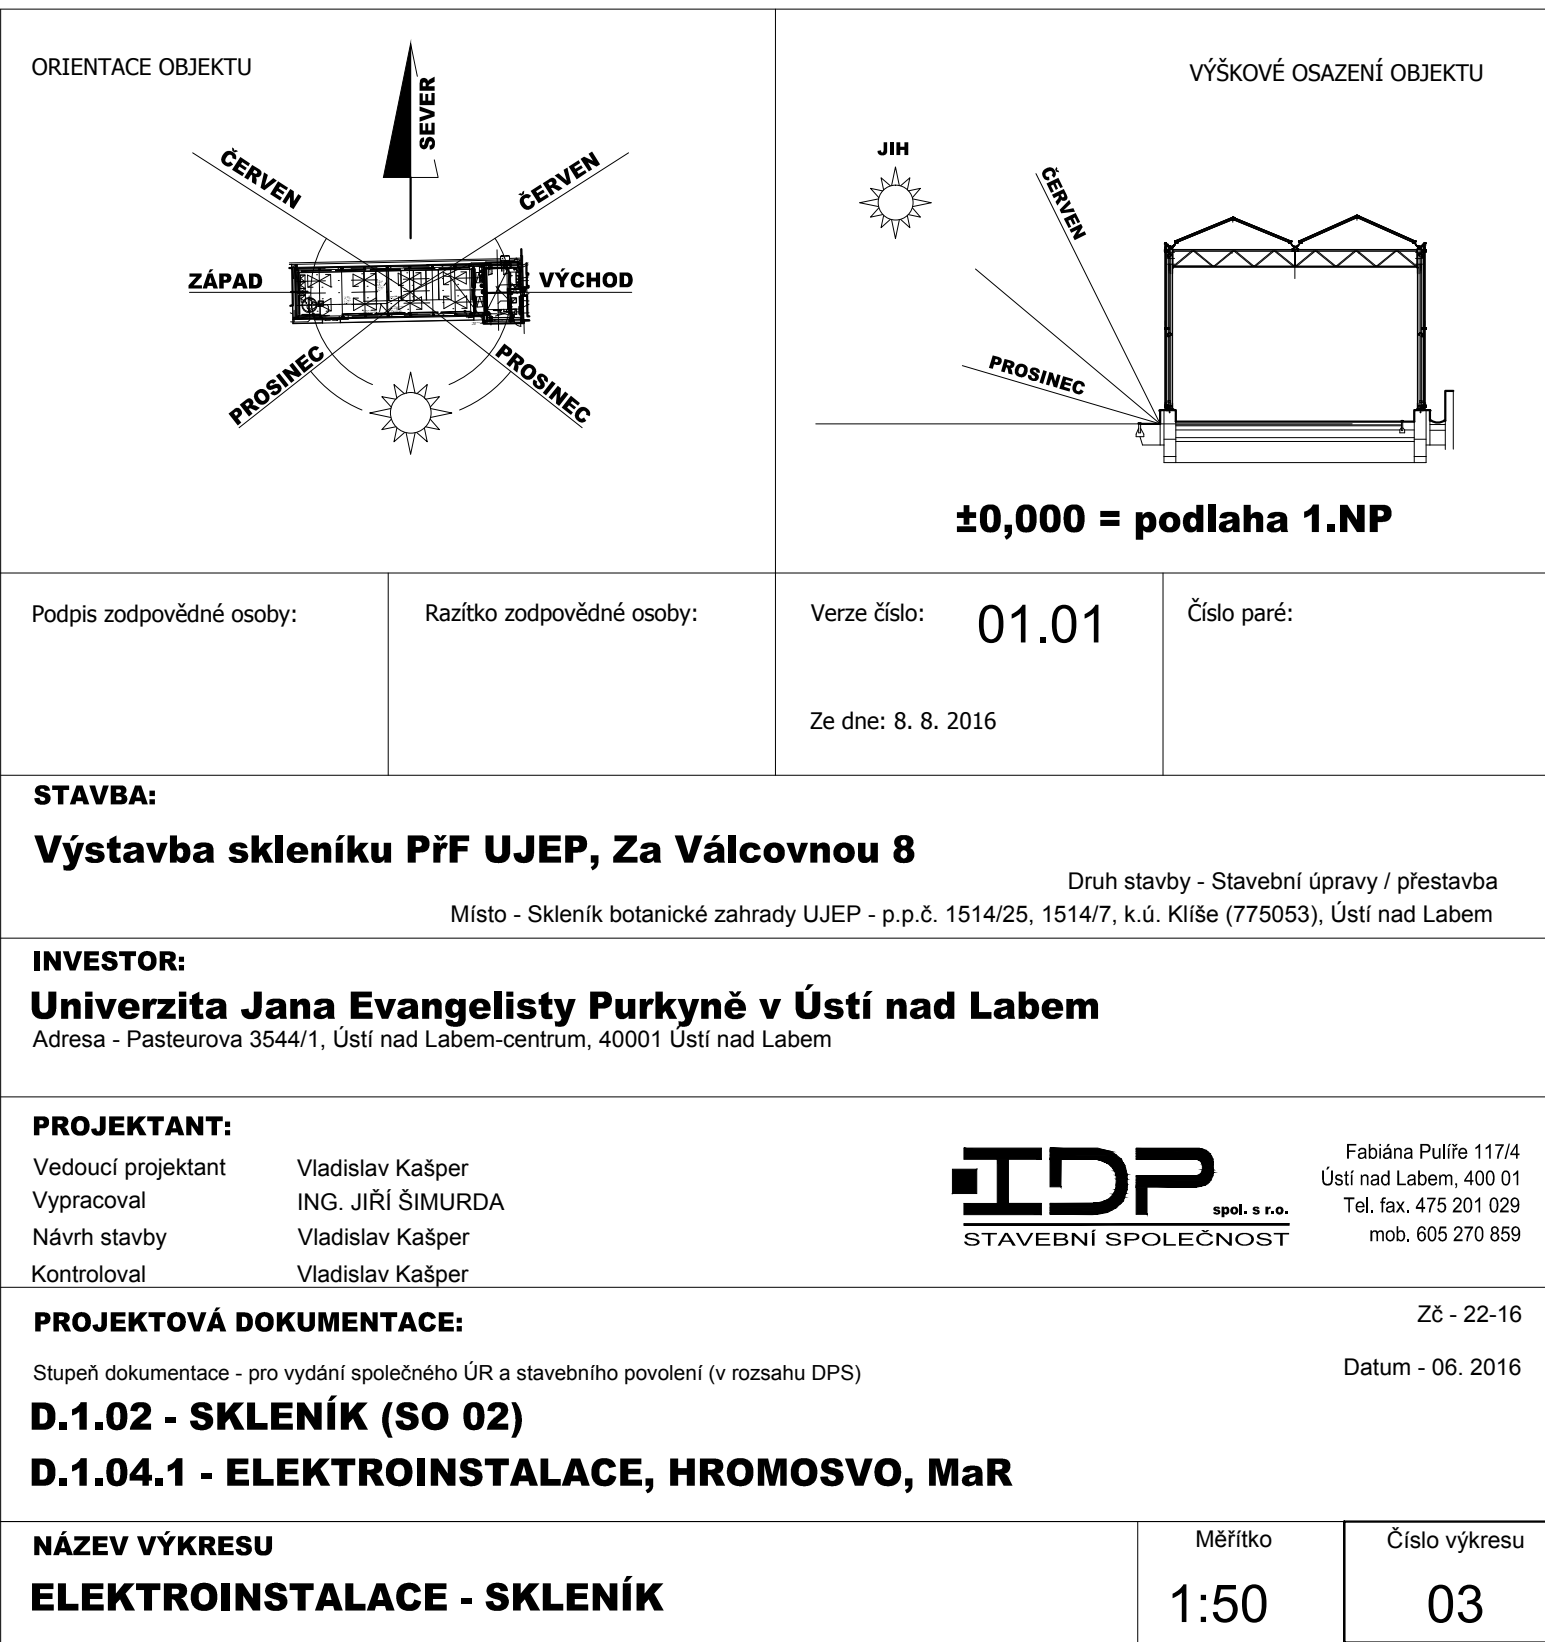 ORIENTACE OBJEKTU
SEVER
ČERVEN
ČERVEN
ZÁPAD
VÝCHOD
PROSINEC
PROSINEC
VÝŠKOVÉ OSAZENÍ OBJEKTU
JIH
ČERVEN
PROSINEC
±0,000 = podlaha 1.NP
Podpis zodpovědné osoby:
Razítko zodpovědné osoby:
Verze číslo: 01.01
Ze dne: 8. 8. 2016
Číslo paré:
STAVBA:
Výstavba skleníku PřF UJEP, Za Válcovnou 8
Druh stavby - Stavební úpravy / přestavba
Místo - Skleník botanické zahrady UJEP - p.p.č. 1514/25, 1514/7, k.ú. Klíše (775053), Ústí nad Labem
INVESTOR:
Univerzita Jana Evangelisty Purkyně v Ústí nad Labem
Adresa - Pasteurova 3544/1, Ústí nad Labem-centrum, 40001 Ústí nad Labem
PROJEKTANT:
Vedoucí projektant Vladislav Kašper
Vypracoval ING. JIŘÍ ŠIMURDA
Návrh stavby Vladislav Kašper
Kontroloval Vladislav Kašper
IDP spol. s r.o.
STAVEBNÍ SPOLEČNOST
Fabiána Pulíře 117/4
Ústí nad Labem, 400 01
Tel. fax. 475 201 029
mob. 605 270 859
PROJEKTOVÁ DOKUMENTACE:
Zč - 22-16
Stupeň dokumentace - pro vydání společného ÚR a stavebního povolení (v rozsahu DPS)
Datum - 06. 2016
D.1.02 - SKLENÍK (SO 02)
D.1.04.1 - ELEKTROINSTALACE, HROMOSVO, MaR
NÁZEV VÝKRESU
ELEKTROINSTALACE - SKLENÍK
Měřítko
1:50
Číslo výkresu
03